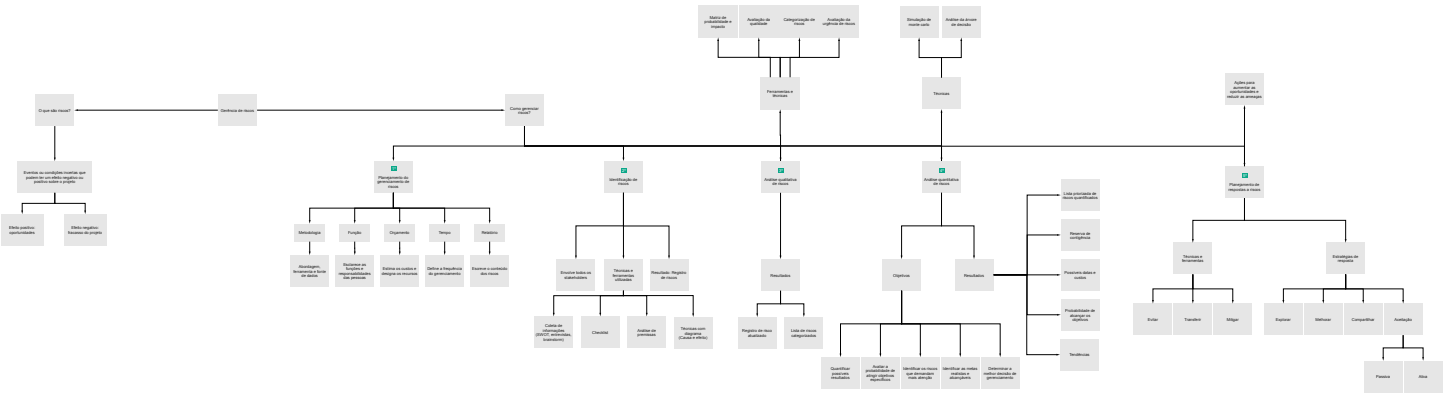 Matriz de
probabilidade e
impacto
Avaliação da
qualidade
Categorização de
riscos
Avaliação da
urgência de riscos
Simulação de
monte carlo
Análise da árvore
de decisão
Ferramentas e
técnicas
Técnicas
Ações para
aumentar as
oportunidades e
reduzir as ameaças
O que são riscos?
Gerência de riscos
Como gerenciar
riscos?
Eventos ou condições incertas que
podem ter um efeito negativo ou
positivo sobre o projeto
Planejamento do
gerenciamento de
riscos
Identificação de
riscos
Análise qualitativa
de riscos
Análise quantitativa
de riscos
Planejamento de
respostas a riscos
Efeito positivo:
oportunidades
Efeito negativo:
fracasso do projeto
Metodologia
Função
Orçamento
Tempo
Relatório
Abordagem,
ferramenta e fonte
de dados
Esclarece as
funções e
responsabilidades
das pessoas
Estima os custos e
designa os recursos
Define a frequência
do gerenciamento
Escreve o conteúdo
dos riscos
Envolve todos os
stakeholders
Técnicas e
ferramentas
utilizadas
Resultado: Registro
de riscos
Coleta de
informações
(SWOT, entrevistas,
brainstorm)
Checklist
Análise de
premissas
Técnicas com
diagrama
(Causa e efeito)
Resultados
Registro de risco
atualizado
Lista de riscos
categorizados
Objetivos
Resultados
Quantificar
possíveis
resultados
Avaliar a
probabilidade de
atingir objetivos
específicos
Identificar os riscos
que demandam
mais atenção
Identificar as metas
realistas e
alcançáveis
Determinar a
melhor decisão de
gerenciamento
Lista priorizada de
riscos quantificados
Reserva de
contigência
Possíveis datas e
custos
Probabilidade de
alcançar os
objetivos
Tendências
Técnicas e
ferramentas
Estratégias de
resposta
Evitar
Transferir
Mitigar
Explorar
Melhorar
Compartilhar
Aceitação
Passiva
Ativa